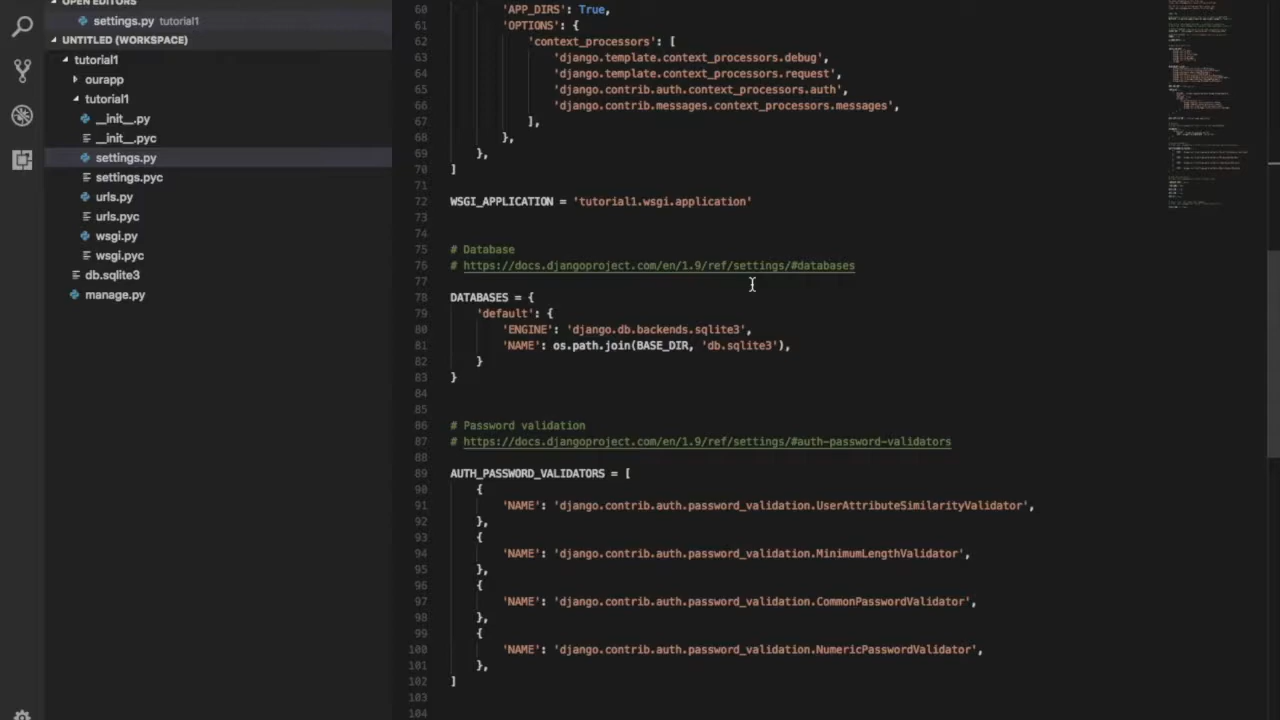 OPEN EDITORS
settings.py tutorial1
UNTITLED (WORKSPACE)
tutorial1
ourapp
tutorial1
__init__.py
__init__.pyc
settings.py
settings.pyc
urls.py
urls.pyc
wsgi.py
wsgi.pyc
db.sqlite3
manage.py
60 'APP_DIRS': True,
61 'OPTIONS': {
62 'context_processors': [
63 'django.template.context_processors.debug',
64 'django.template.context_processors.request',
65 'django.contrib.auth.context_processors.auth',
66 'django.contrib.messages.context_processors.messages',
67 ],
68 },
69 },
70 ]
71
72 WSGI_APPLICATION = 'tutorial1.wsgi.application'
73
74
75 # Database
76 # https://docs.djangoproject.com/en/1.9/ref/settings/#databases
77
78 DATABASES = {
79 'default': {
80 'ENGINE': 'django.db.backends.sqlite3',
81 'NAME': os.path.join(BASE_DIR, 'db.sqlite3'),
82 }
83 }
84
85
86 # Password validation
87 # https://docs.djangoproject.com/en/1.9/ref/settings/#auth-password-validators
88
89 AUTH_PASSWORD_VALIDATORS = [
90 {
91 'NAME': 'django.contrib.auth.password_validation.UserAttributeSimilarityValidator',
92 },
93 {
94 'NAME': 'django.contrib.auth.password_validation.MinimumLengthValidator',
95 },
96 {
97 'NAME': 'django.contrib.auth.password_validation.CommonPasswordValidator',
98 },
99 {
100 'NAME': 'django.contrib.auth.password_validation.NumericPasswordValidator',
101 },
102 ]
103
104